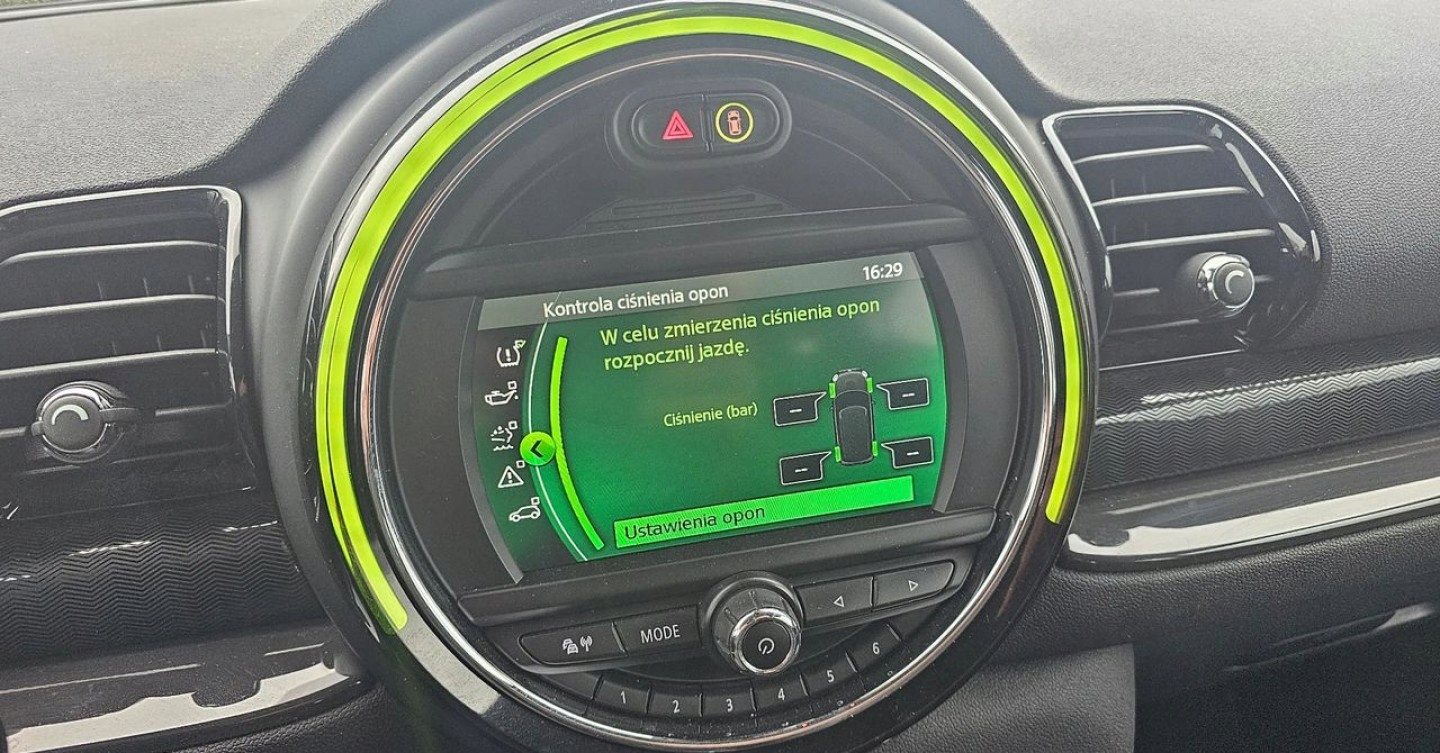 16:29
Kontrola ciśnienia opon
W celu zmierzenia ciśnienia opon
rozpocznij jazdę.
Ciśnienie (bar)
--.-- --.--
--.-- --.--
Ustawienia opon
MODE
1 2 3 4 5 6